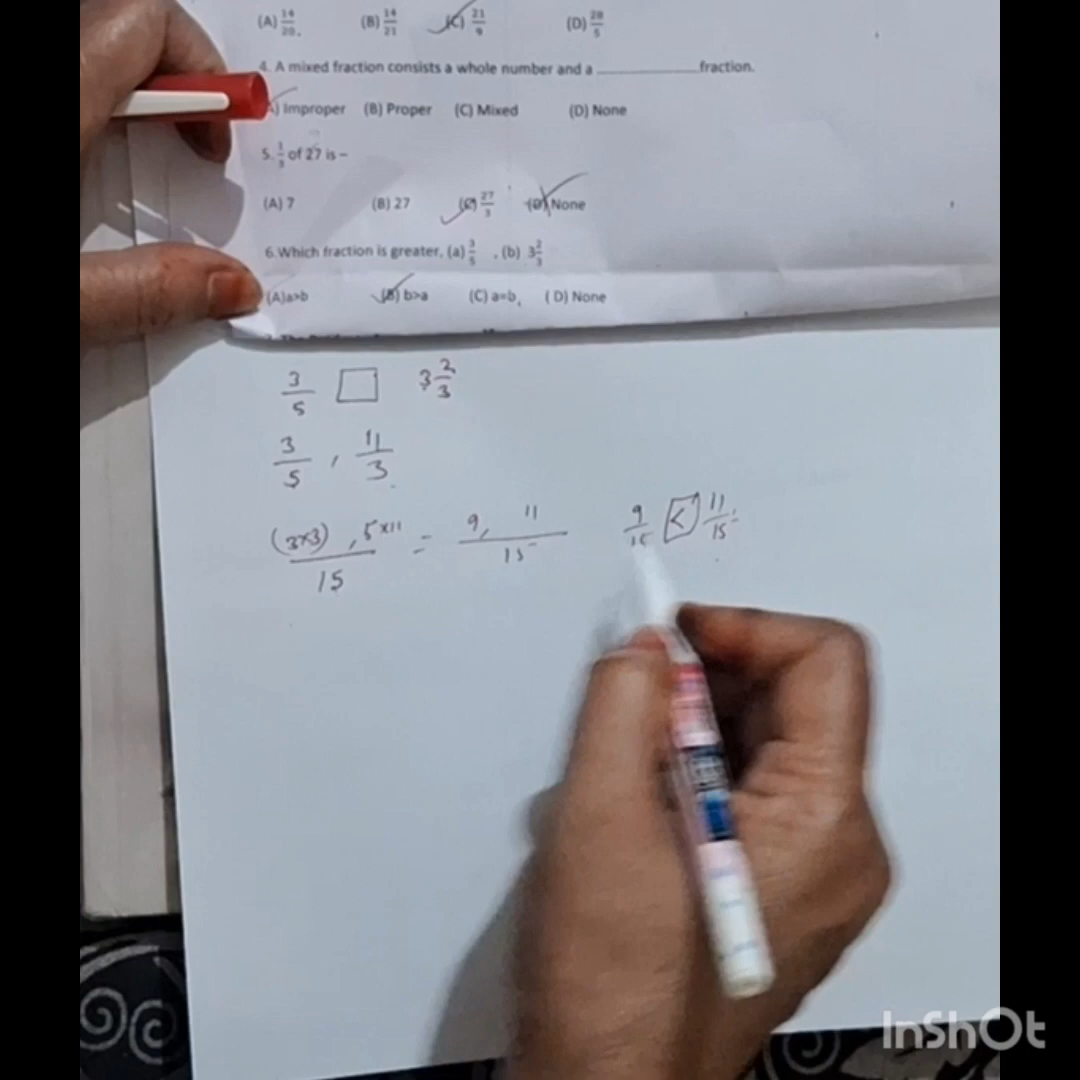 (A) 14/20. (B) 14/21 (C) 21/9 (D) 28/5
4. A mixed fraction consists a whole number and a __________ fraction.
A) Improper (B) Proper (C) Mixed (D) None
5. 1/3 of 27 is –
(A) 7 (B) 27 (C) 27/3 (D) None
6.Which fraction is greater, (a) 3/5 , (b) 3 2/3
(A)a>b (B) b>a (C) a=b, ( D) None
3/5 □ 3 2/3
3/5 , 11/3
(3×3) , 5×11 / 15 = 9, 11 / 15 9/15 < 11/15
InShOt